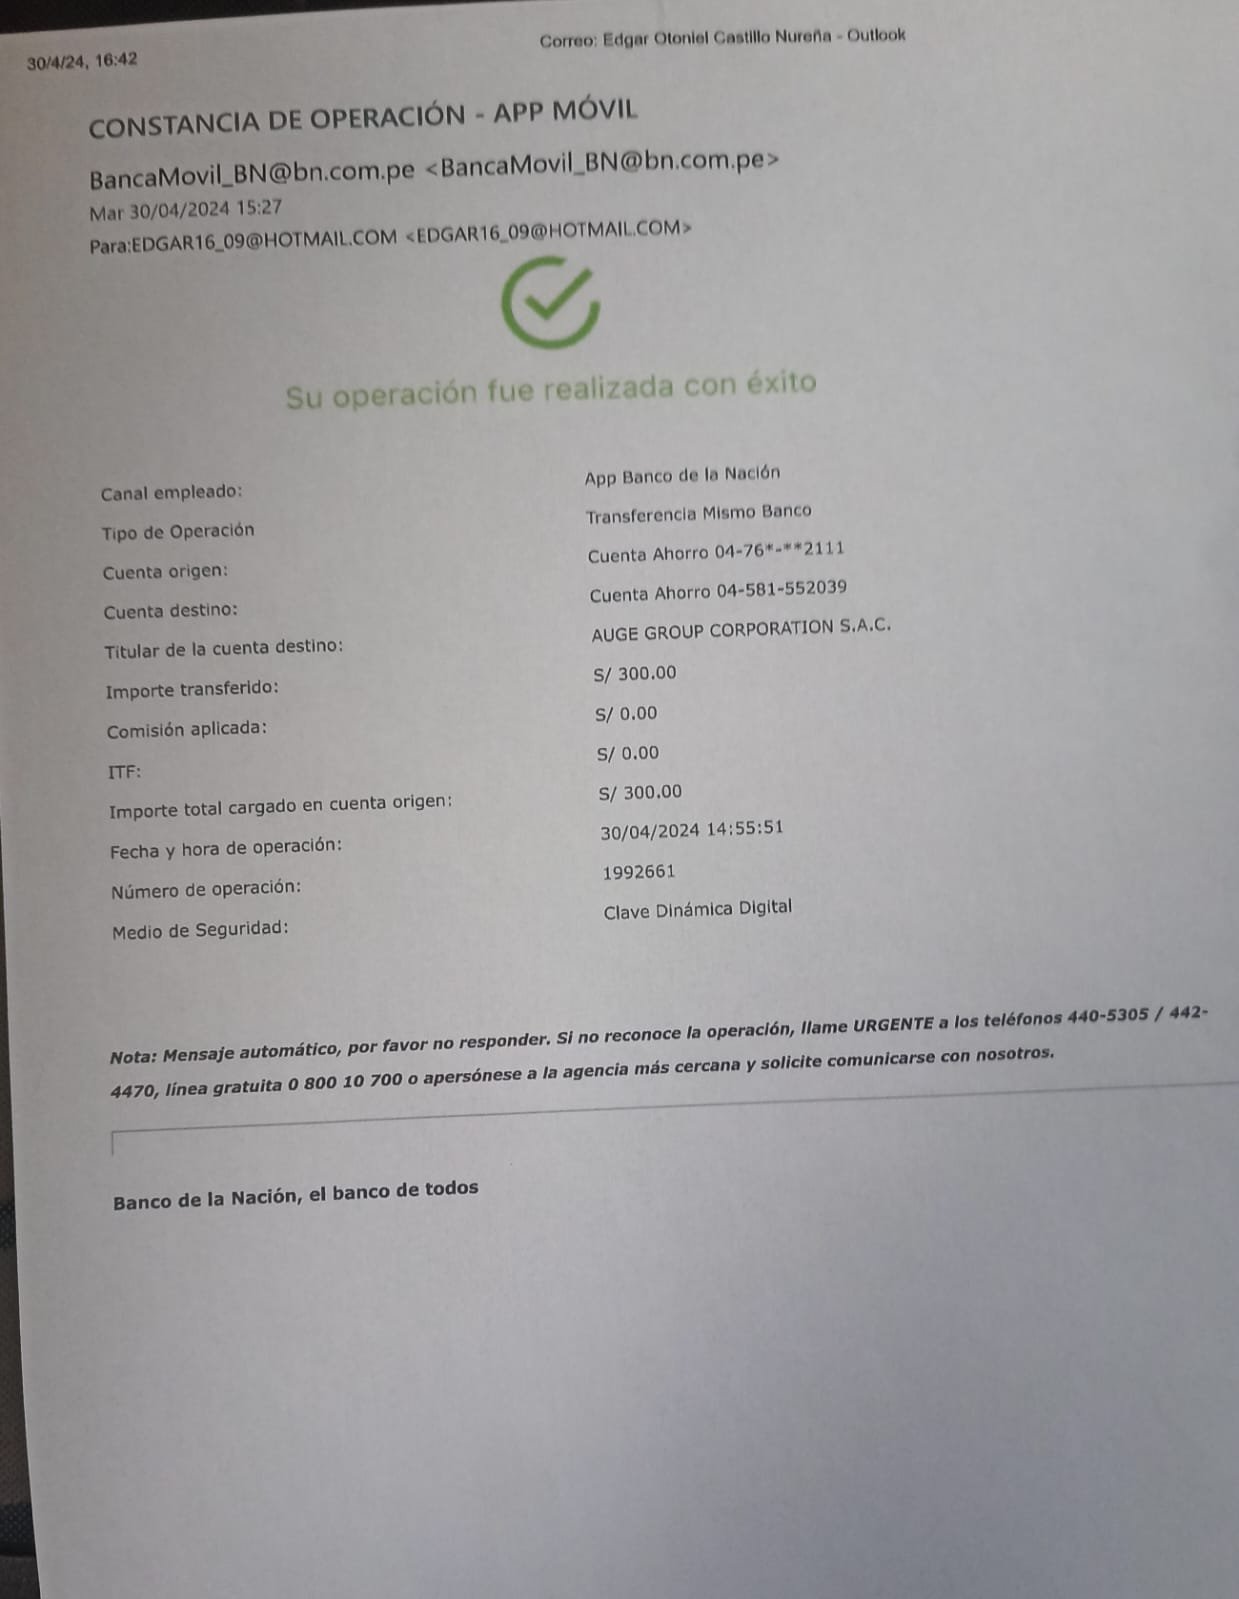 30/4/24, 16:42
Correo: Edgar Otoniel Castillo Nureña - Outlook
CONSTANCIA DE OPERACIÓN - APP MÓVIL
BancaMovil_BN@bn.com.pe <BancaMovil_BN@bn.com.pe>
Mar 30/04/2024 15:27
Para:EDGAR16_09@HOTMAIL.COM <EDGAR16_09@HOTMAIL.COM>
Su operación fue realizada con éxito
Canal empleado: App Banco de la Nación
Tipo de Operación Transferencia Mismo Banco
Cuenta origen: Cuenta Ahorro 04-76*-**2111
Cuenta destino: Cuenta Ahorro 04-581-552039
Titular de la cuenta destino: AUGE GROUP CORPORATION S.A.C.
Importe transferido: S/ 300.00
Comisión aplicada: S/ 0.00
ITF: S/ 0.00
Importe total cargado en cuenta origen: S/ 300.00
Fecha y hora de operación: 30/04/2024 14:55:51
Número de operación: 1992661
Medio de Seguridad: Clave Dinámica Digital
Nota: Mensaje automático, por favor no responder. Si no reconoce la operación, llame URGENTE a los teléfonos 440-5305 / 442-
4470, línea gratuita 0 800 10 700 o apersónese a la agencia más cercana y solicite comunicarse con nosotros.
Banco de la Nación, el banco de todos